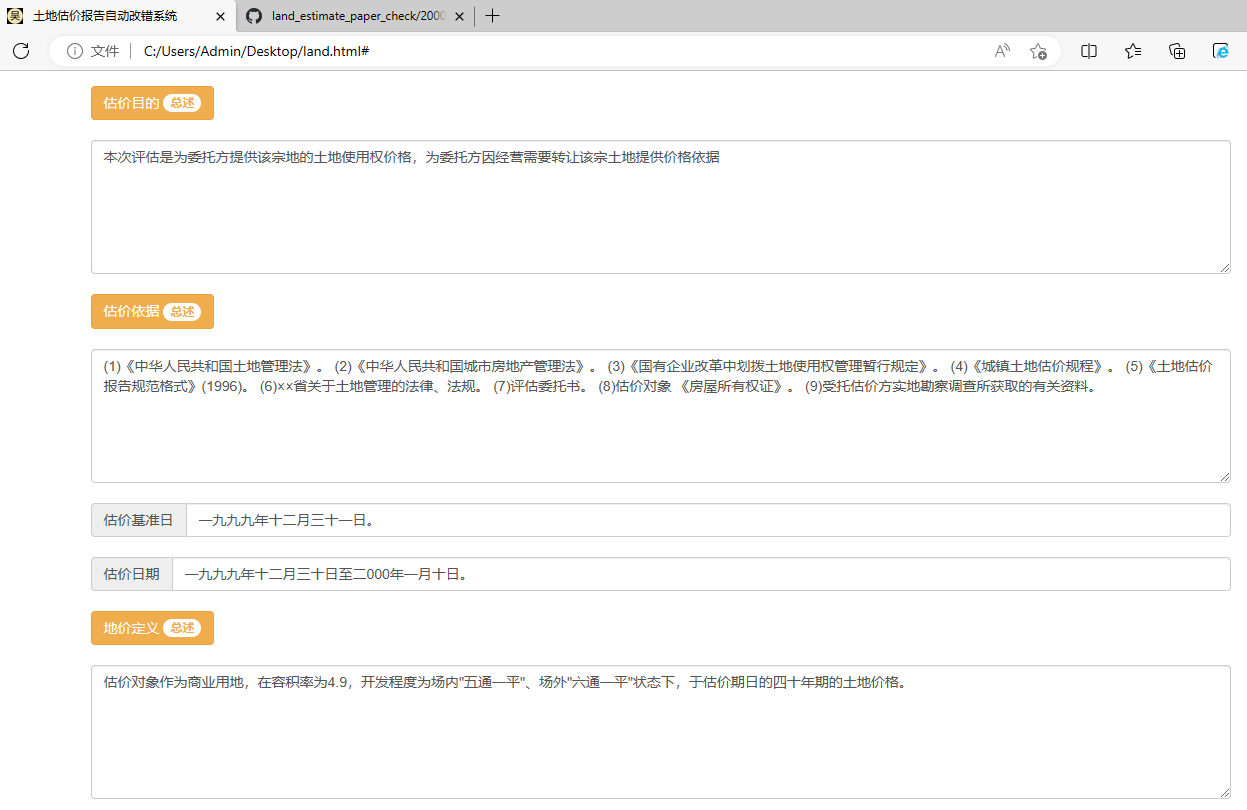 土地估价报告自动改错系统
land_estimate_paper_check/2000
文件 C:/Users/Admin/Desktop/land.html#
估价目的 总述
本次评估是为委托方提供该宗地的土地使用权价格，为委托方因经营需要转让该宗土地提供价格依据
估价依据 总述
(1)《中华人民共和国土地管理法》。 (2)《中华人民共和国城市房地产管理法》。 (3)《国有企业改革中划拨土地使用权管理暂行规定》。 (4)《城镇土地估价规程》。 (5)《土地估价
报告规范格式》(1996)。 (6)××省关于土地管理的法律、法规。 (7)评估委托书。 (8)估价对象 《房屋所有权证》。 (9)受托估价方实地勘察调查所获取的有关资料。
估价基准日 一九九九年十二月三十一日。
估价日期 一九九九年十二月三十日至二000年一月十日。
地价定义 总述
估价对象作为商业用地，在容积率为4.9，开发程度为场内"五通一平"、场外"六通一平"状态下，于估价期日的四十年期的土地价格。